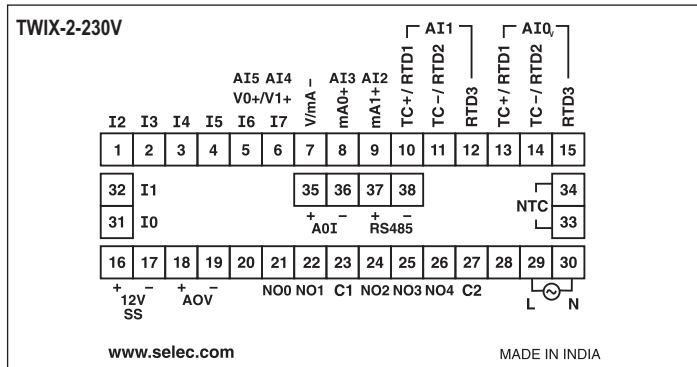 TWIX-2-230V
AI1 AI0v
AI5 AI4 AI3 AI2
V0+/V1+ V/mA − mA0+ mA1+ TC+/ RTD1 TC−/ RTD2 RTD3 TC+/ RTD1 TC−/ RTD2 RTD3
I2 I3 I4 I5 I6 I7
1 2 3 4 5 6 7 8 9 10 11 12 13 14 15
32 I1 35 36 37 38 34
+ − + − NTC
31 I0 AOI RS485 33
16 17 18 19 20 21 22 23 24 25 26 27 28 29 30
+ − + − NO0 NO1 C1 NO2 NO3 NO4 C2
12V AOV L N
SS
www.selec.com MADE IN INDIA